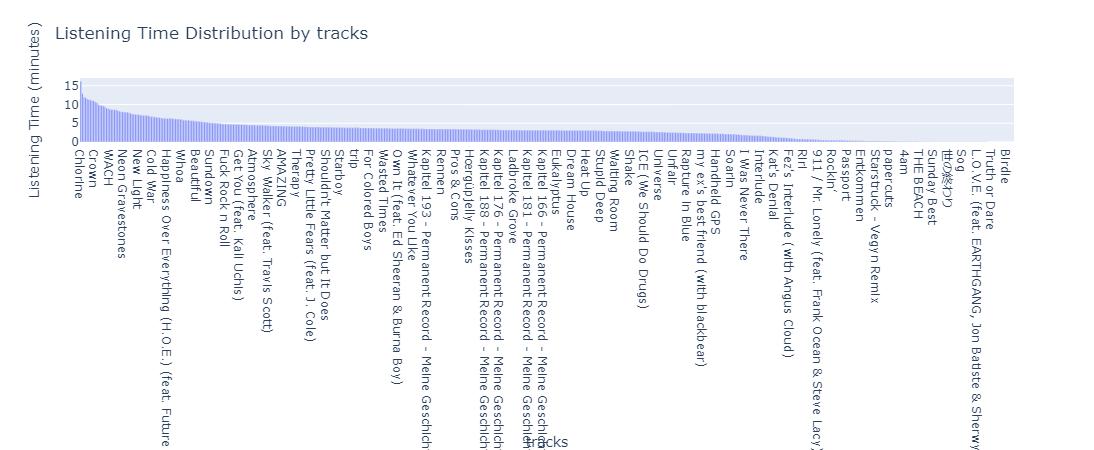 Listening Time Distribution by tracks
Listening Time (minutes)
15
10
5
0
Chlorine
Crown
WACH
Neon Gravestones
New Light
Cold War
Happiness Over Everything (H.O.E.) (feat. Future
Whoa
Beautiful
Sundown
Fuck n Roll
Get You (feat. Kali Uchis)
Atmosphere
Sky Walker (feat. Travis Scott)
AMAZING
Therapy
Pretty Little Fears (feat. J. Cole)
Shouldn't Matter but It Does
Starboy
trip
For Colored Boys
Wasted Times
Own It (feat. Ed Sheeran & Burna Boy)
Whatever You Like
Kapitel 193 - Permanent Record - Meine Geschich
Rennen
Pros & Cons
Hoergüpjelly Kisses
Kapitel 188 - Permanent Record - Meine Geschich
Kapitel 176 - Permanent Record - Meine Geschich
Ladbroke Grove
Kapitel 181 - Permanent Record - Meine Geschich
Kapitel 166 - Permanent Record - Meine Geschich
Eukalyptus
Dream House
Heat Up
Stupid Deep
Waiting Room
Shake
ICE (We Should Do Drugs)
Universe
Unfair
Rapture In Blue
my ex's best friend (with blackbear)
Handheld GPS
Soarin
I Was Never There
Interlude
Kat's Denial
Fez's Interlude (with Angus Cloud)
RIRI
911 / Mr. Lonely (feat. Frank Ocean & Steve Lacy)
Rockin'
Passport
Entkommen
Starstruck - Vegyn Remix
papercuts
4am
THE BEACH
Sunday Best
世の終わり
Sog
L.O.V.E. (feat. EARTHGANG, Jon Batiste & Sherwy
Truth or Dare
Birdie
tracks